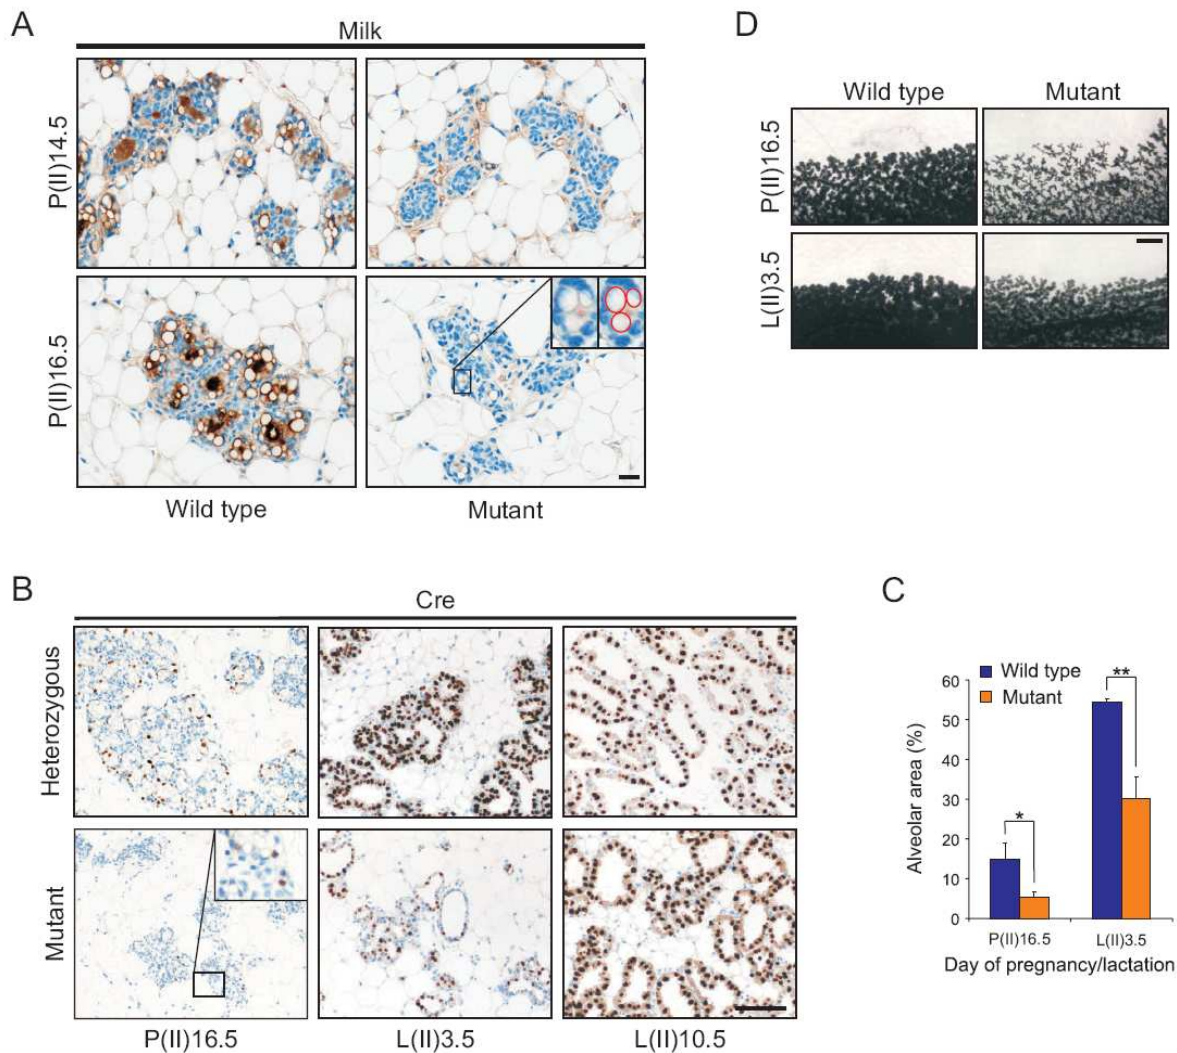 A
Milk
P(II)14.5
P(II)16.5
Wild type
Mutant
D
Wild type
Mutant
P(II)16.5
L(II)3.5
B
Cre
Heterozygous
Mutant
P(II)16.5
L(II)3.5
L(II)10.5
C
Wild type
Mutant
Alveolar area (%)
60
50
40
30
20
10
0
*
**
P(II)16.5
L(II)3.5
Day of pregnancy/lactation